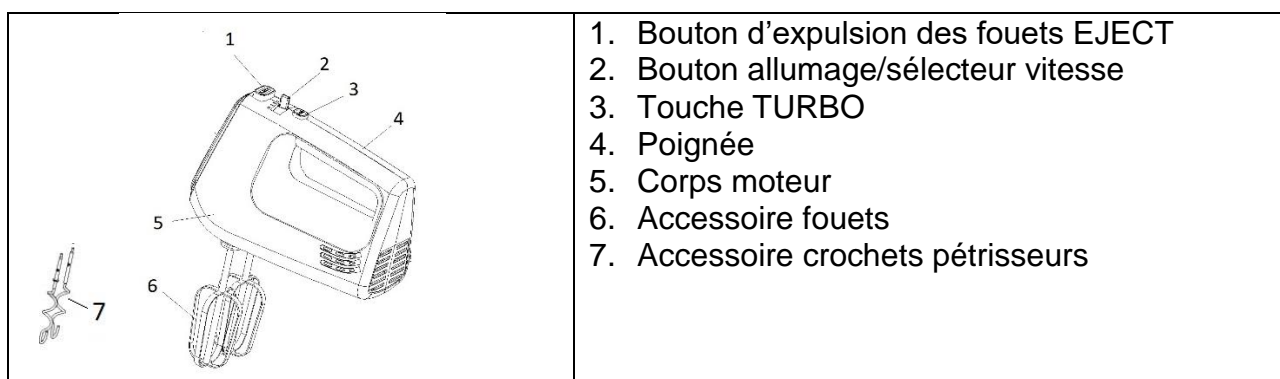 1
2
3
4
5
6
7
1. Bouton d’expulsion des fouets EJECT
2. Bouton allumage/sélecteur vitesse
3. Touche TURBO
4. Poignée
5. Corps moteur
6. Accessoire fouets
7. Accessoire crochets pétrisseurs